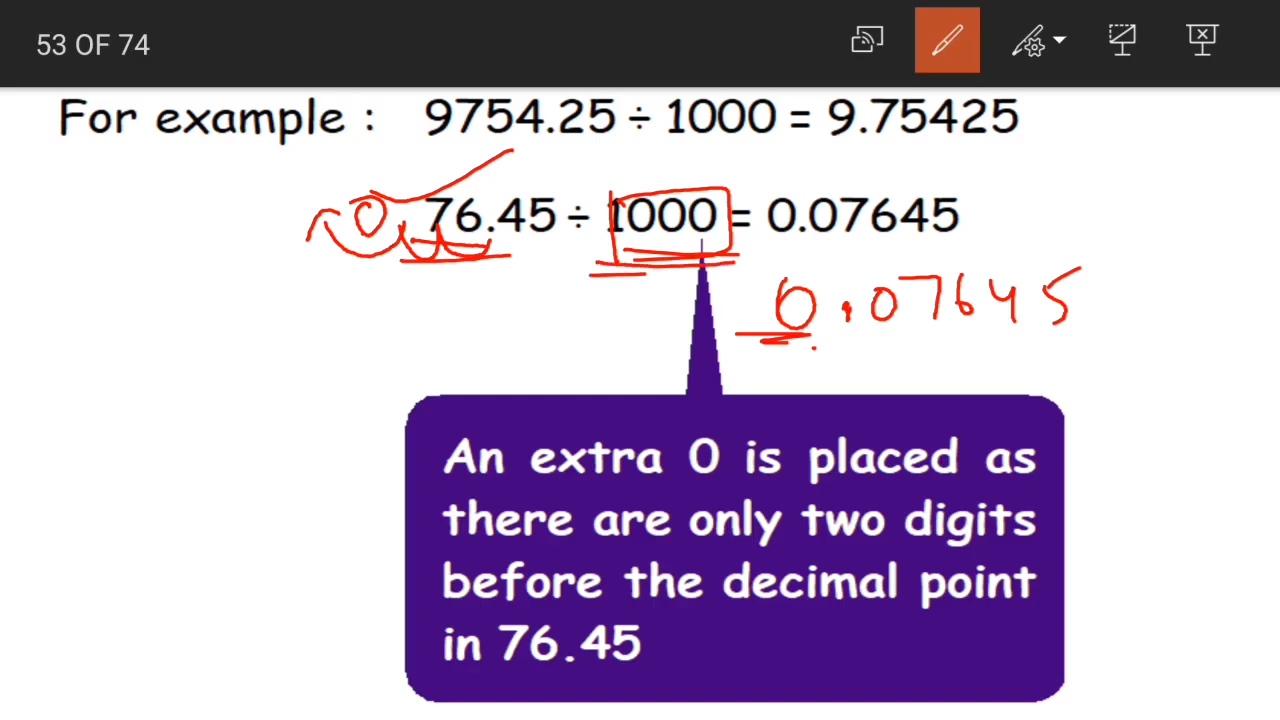 53 OF 74
For example : 9754.25 ÷ 1000 = 9.75425
0 76.45 ÷ 1000 = 0.07645
0.07645
An extra 0 is placed as
there are only two digits
before the decimal point
in 76.45